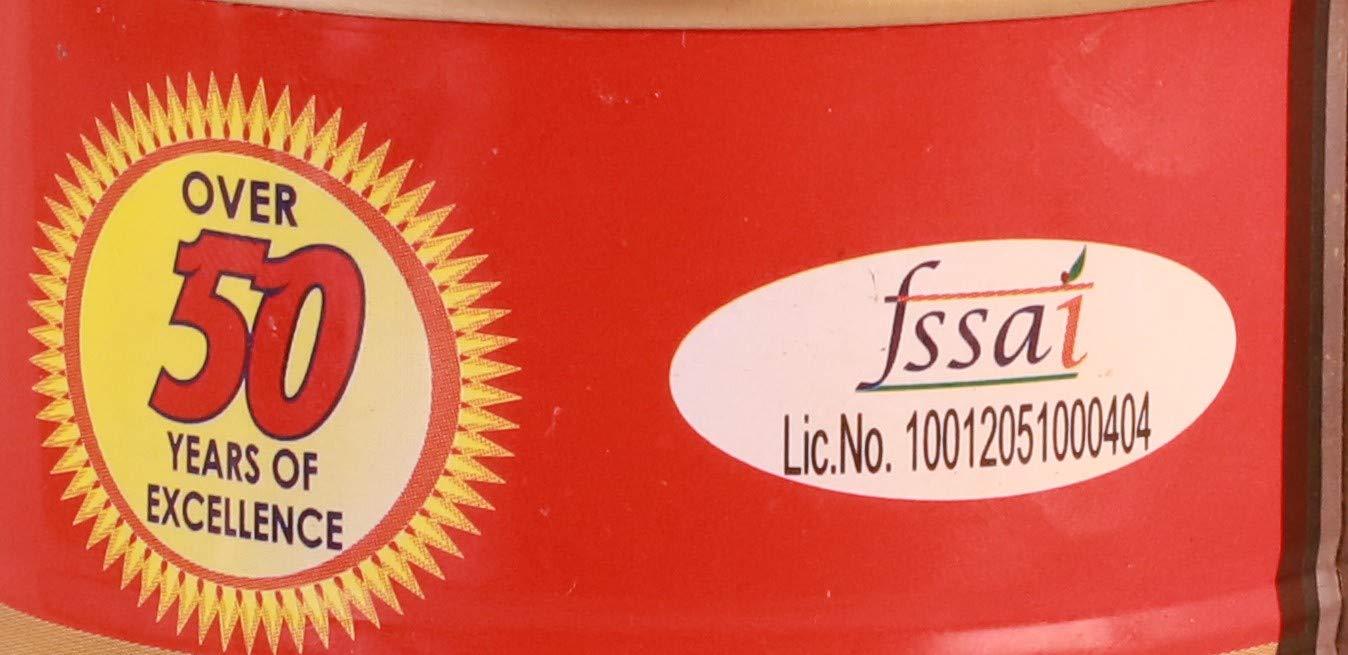 OVER
50
YEARS OF
EXCELLENCE
fssai
Lic.No. 10012051000404